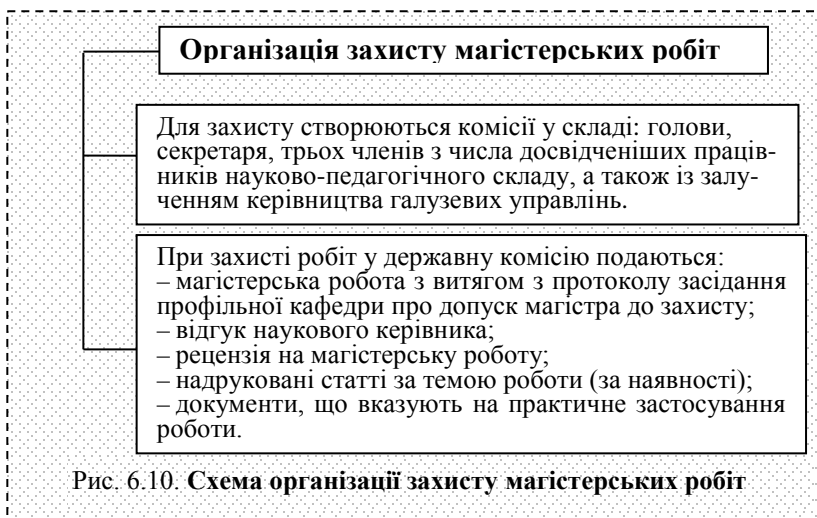 Організація захисту магістерських робіт
Для захисту створюються комісії у складі: голови,
секретаря, трьох членів з числа досвідченіших праців-
ників науково-педагогічного складу, а також із залу-
ченням керівництва галузевих управлінь.
При захисті робіт у державну комісію подаються:
– магістерська робота з витягом з протоколу засідання
профільної кафедри про допуск магістра до захисту;
– відгук наукового керівника;
– рецензія на магістерську роботу;
– надруковані статті за темою роботи (за наявності);
– документи, що вказують на практичне застосування
роботи.
Рис. 6.10. Схема організації захисту магістерських робіт